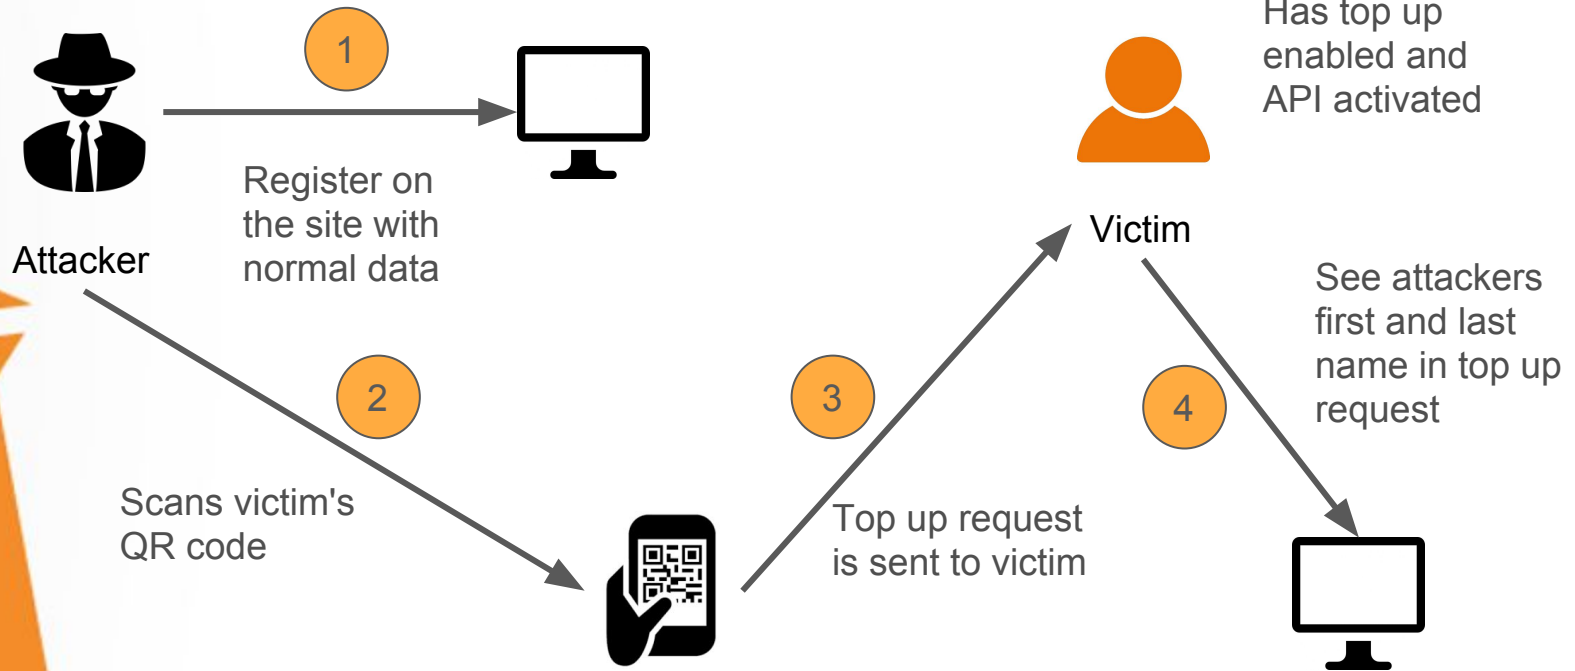 1
Register on
the site with
normal data
Attacker
2
Scans victim's
QR code
3
Top up request
is sent to victim
Has top up
enabled and
API activated
Victim
4
See attackers
first and last
name in top up
request